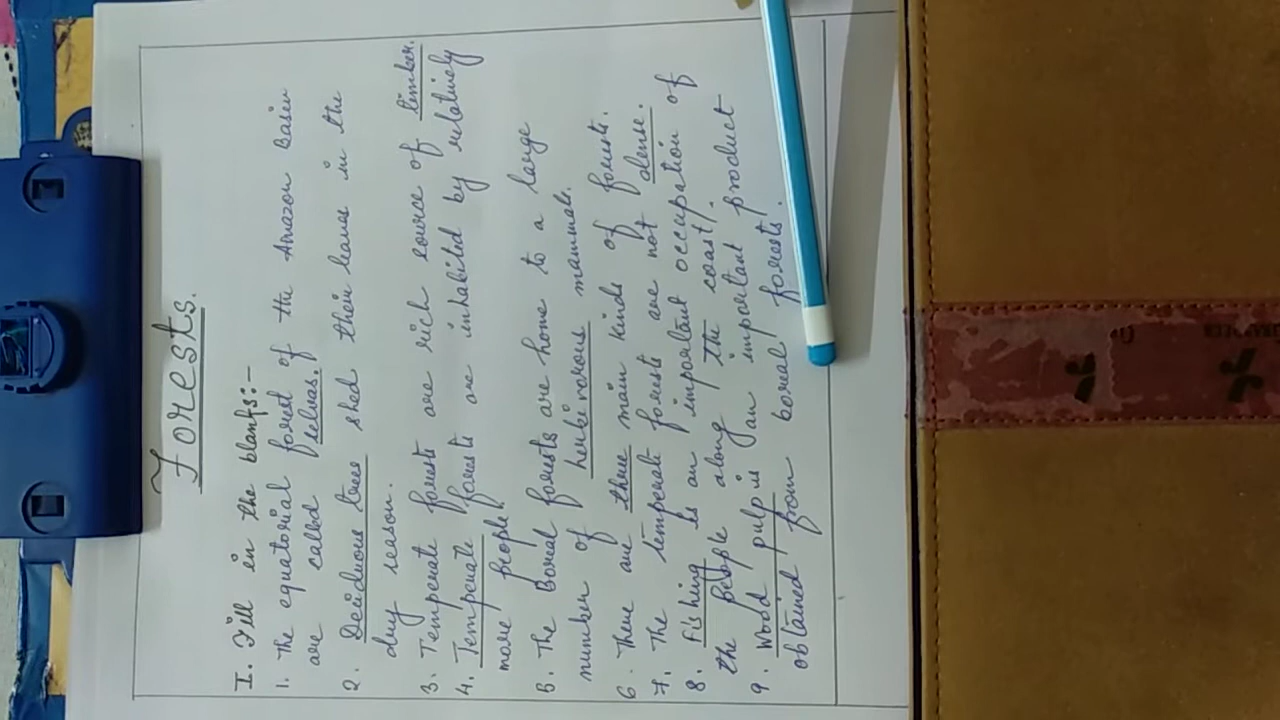 Forests.
I. Fill in the blanks:-
1. The equatorial forest of the Amazon Basin
are called selvas.
2. Deciduous trees shed their leaves in the
dry season.
3. Temperate forests are rich source of timber.
4. Temperate forests are inhabited by relatively
more people.
5. The Boreal forests are home to a large
number of herbivorous mammals.
6. There are three main kinds of forests.
7. The temperate forests are not dense.
8. Fishing is an important occupation of
the people along the coast.
9. Wood pulp is an important product
obtained from boreal forests.